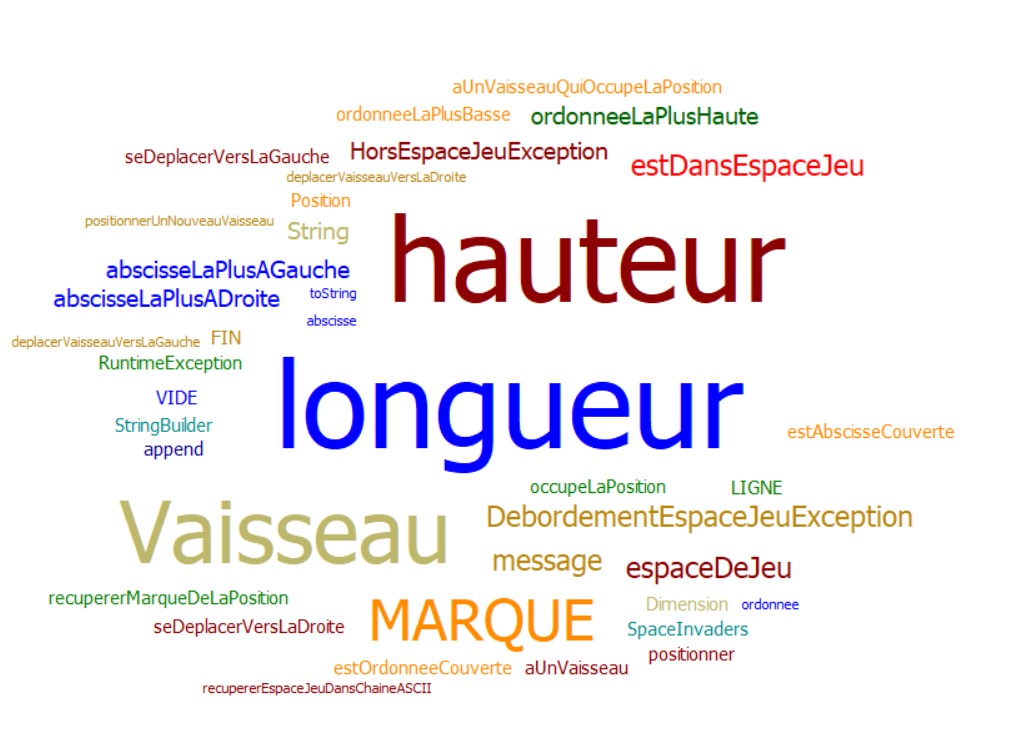 aUnVaisseauQuiOccupeLaPosition
ordonneeLaPlusBasse ordonneeLaPlusHaute
seDeplacerVersLaGauche HorsEspaceJeuException estDansEspaceJeu
deplacerVaisseauVersLaDroite
Position
positionnerUnNouveauVaisseau String
hauteur
abscisseLaPlusAGauche
abscisseLaPlusADroite toString
abscisse
deplacerVaisseauVersLaGauche FIN
RuntimeException
VIDE
longueur
StringBuilder
estAbscisseCouverte
append
occupeLaPosition LIGNE
Vaisseau DebordementEspaceJeuException
message espaceDeJeu
recupererMarqueDeLaPosition
MARQUE Dimension ordonnee
seDeplacerVersLaDroite SpaceInvaders
positionner
estOrdonneeCouverte aUnVaisseau
recupererEspaceJeuDansChaineASCII